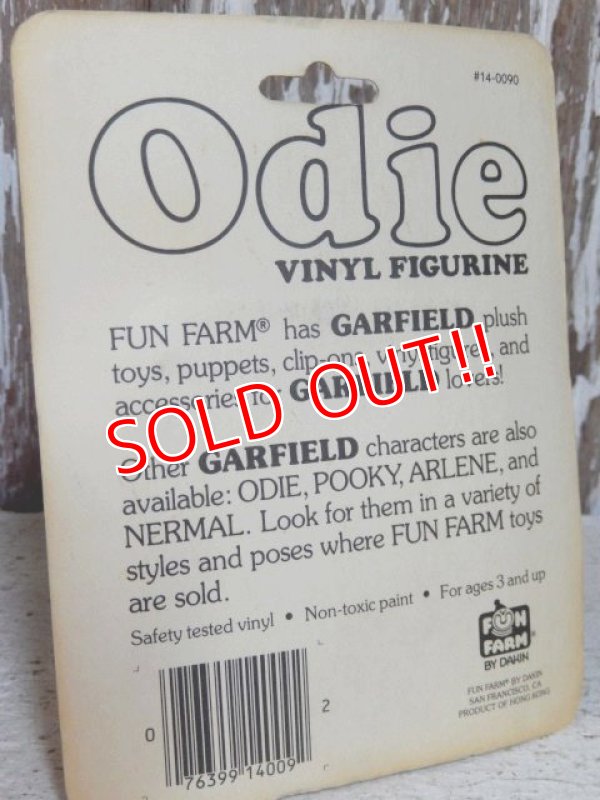 #14-0090
Odie
VINYL FIGURINE
FUN FARM® has GARFIELD plush
toys, puppets, clip-ons, vinyl figures, and
accessories for GARFIELD lovers!
SOLD OUT!!
Other GARFIELD characters are also
available: ODIE, POOKY, ARLENE, and
NERMAL. Look for them in a variety of
styles and poses where FUN FARM toys
are sold.
Safety tested vinyl • Non-toxic paint • For ages 3 and up
FUN
FARM®
BY DAKIN
FUN FARM® BY DAKIN
SAN FRANCISCO, CA
PRODUCT OF HONG KONG
0 76399 14009 2